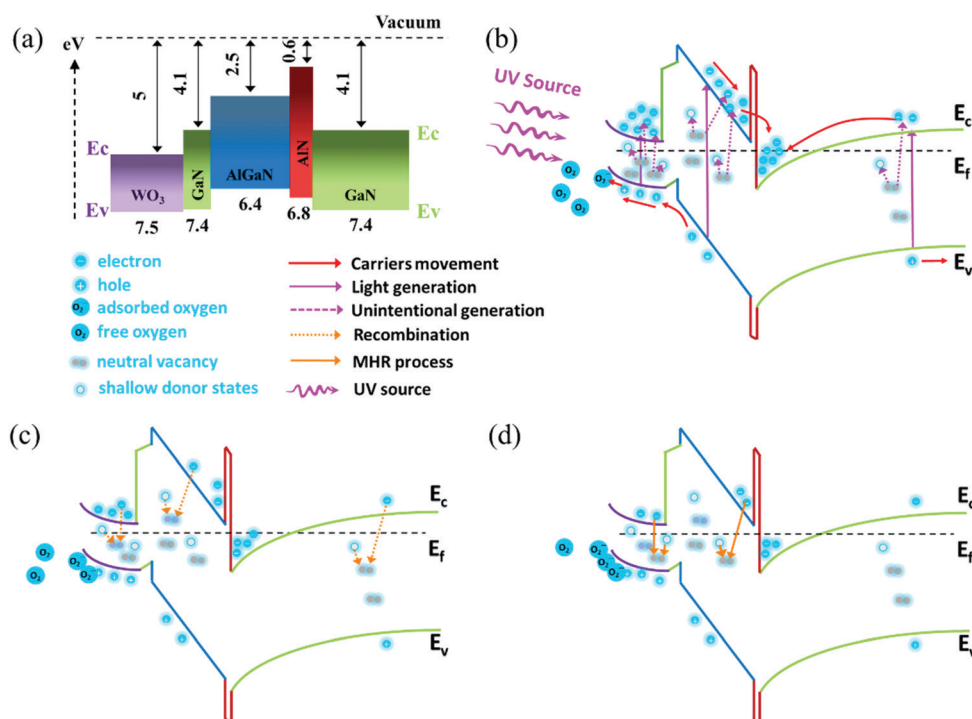 (a)
Vacuum
eV
5
4.1
2.5
0.6
4.1
Ec
Ec
WO3
GaN
AlGaN
AlN
GaN
Ev
Ev
7.5
7.4
6.4
6.8
7.4
electron
hole
O2- adsorbed oxygen
O2 free oxygen
neutral vacancy
shallow donor states
Carriers movement
Light generation
Unintentional generation
Recombination
MHR process
UV source
(b)
UV Source
Ec
Ef
Ev
O2
O2-
O2
O2
O2
(c)
Ec
Ef
Ev
O2
O2
O2-
O2-
(d)
Ec
Ef
Ev
O2
O2-
O2-
O2-